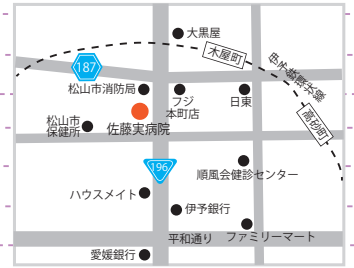 大黒屋
木屋町
伊予鉄環状線
187
松山市消防局
フジ
本町店
日東
高砂町
松山市
保健所
佐藤実病院
196
順風会健診センター
ハウスメイト
伊予銀行
平和通り
ファミリーマート
愛媛銀行